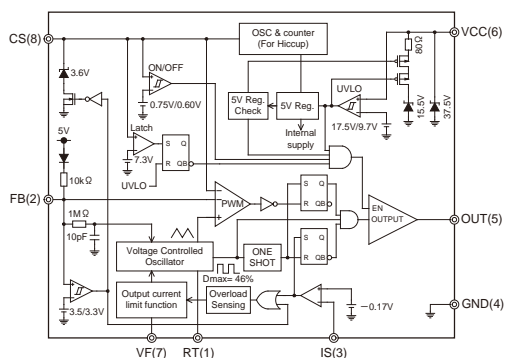 CS(8)
OSC & counter
(For Hiccup)
VCC(6)
80Ω
3.6V
ON/OFF
0.75V/0.60V
5V Reg.
Check
5V Reg.
UVLO
Internal
supply
17.5V/9.7V
15.5V
37.5V
5V
Latch
7.3V
S Q
R QB
UVLO
10kΩ
FB(2)
1MΩ
10pF
PWM
S Q
R QB
EN
OUTPUT
OUT(5)
Voltage Controlled
Oscillator
ONE
SHOT
S Q
R QB
Dmax= 46%
3.5/3.3V
Output current
limit function
Overload
Sensing
−0.17V
GND(4)
VF(7)
RT(1)
IS(3)